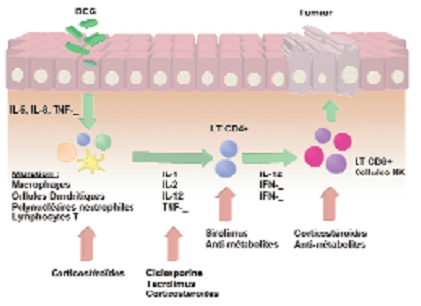 BCG
Tumeur
IL-6, IL-8, TNF-_
LT CD4+
Migration :
Macrophages
Cellules Dendritiques
Polynucléaires neutrophiles
Lymphocytes T
IL-1
IL-2
IL-12
TNF-_
IL-12
IFN-_
IFN-_
LT CD8+
Cellules NK
Sirolimus
Anti-métabolites
Corticostéroïdes
Anti-métabolites
Corticostéroïdes
Ciclosporine
Tacrolimus
Corticostéroïdes